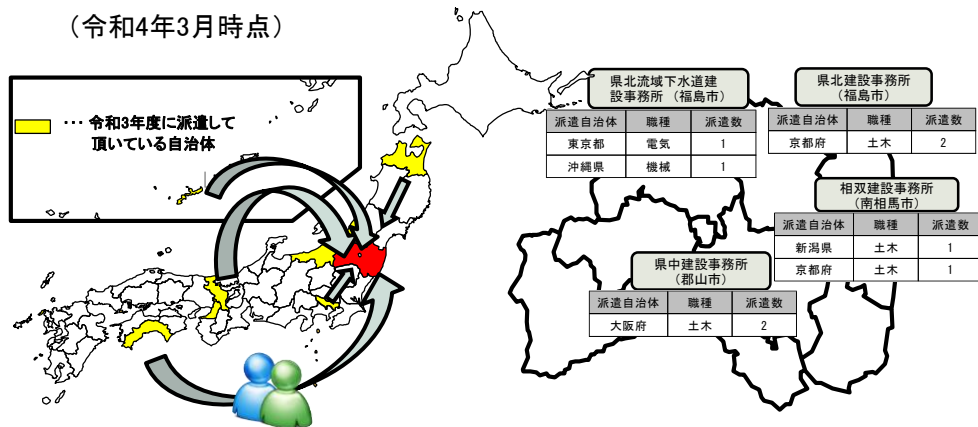 （令和4年3月時点）
･･･ 令和3年度に派遣して
頂いている自治体
県北流域下水道建
設事務所（福島市）
派遣自治体 職種 派遣数
東京都 電気 1
沖縄県 機械 1
県北建設事務所
（福島市）
派遣自治体 職種 派遣数
京都府 土木 2
相双建設事務所
（南相馬市）
派遣自治体 職種 派遣数
新潟県 土木 1
京都府 土木 1
県中建設事務所
（郡山市）
派遣自治体 職種 派遣数
大阪府 土木 2